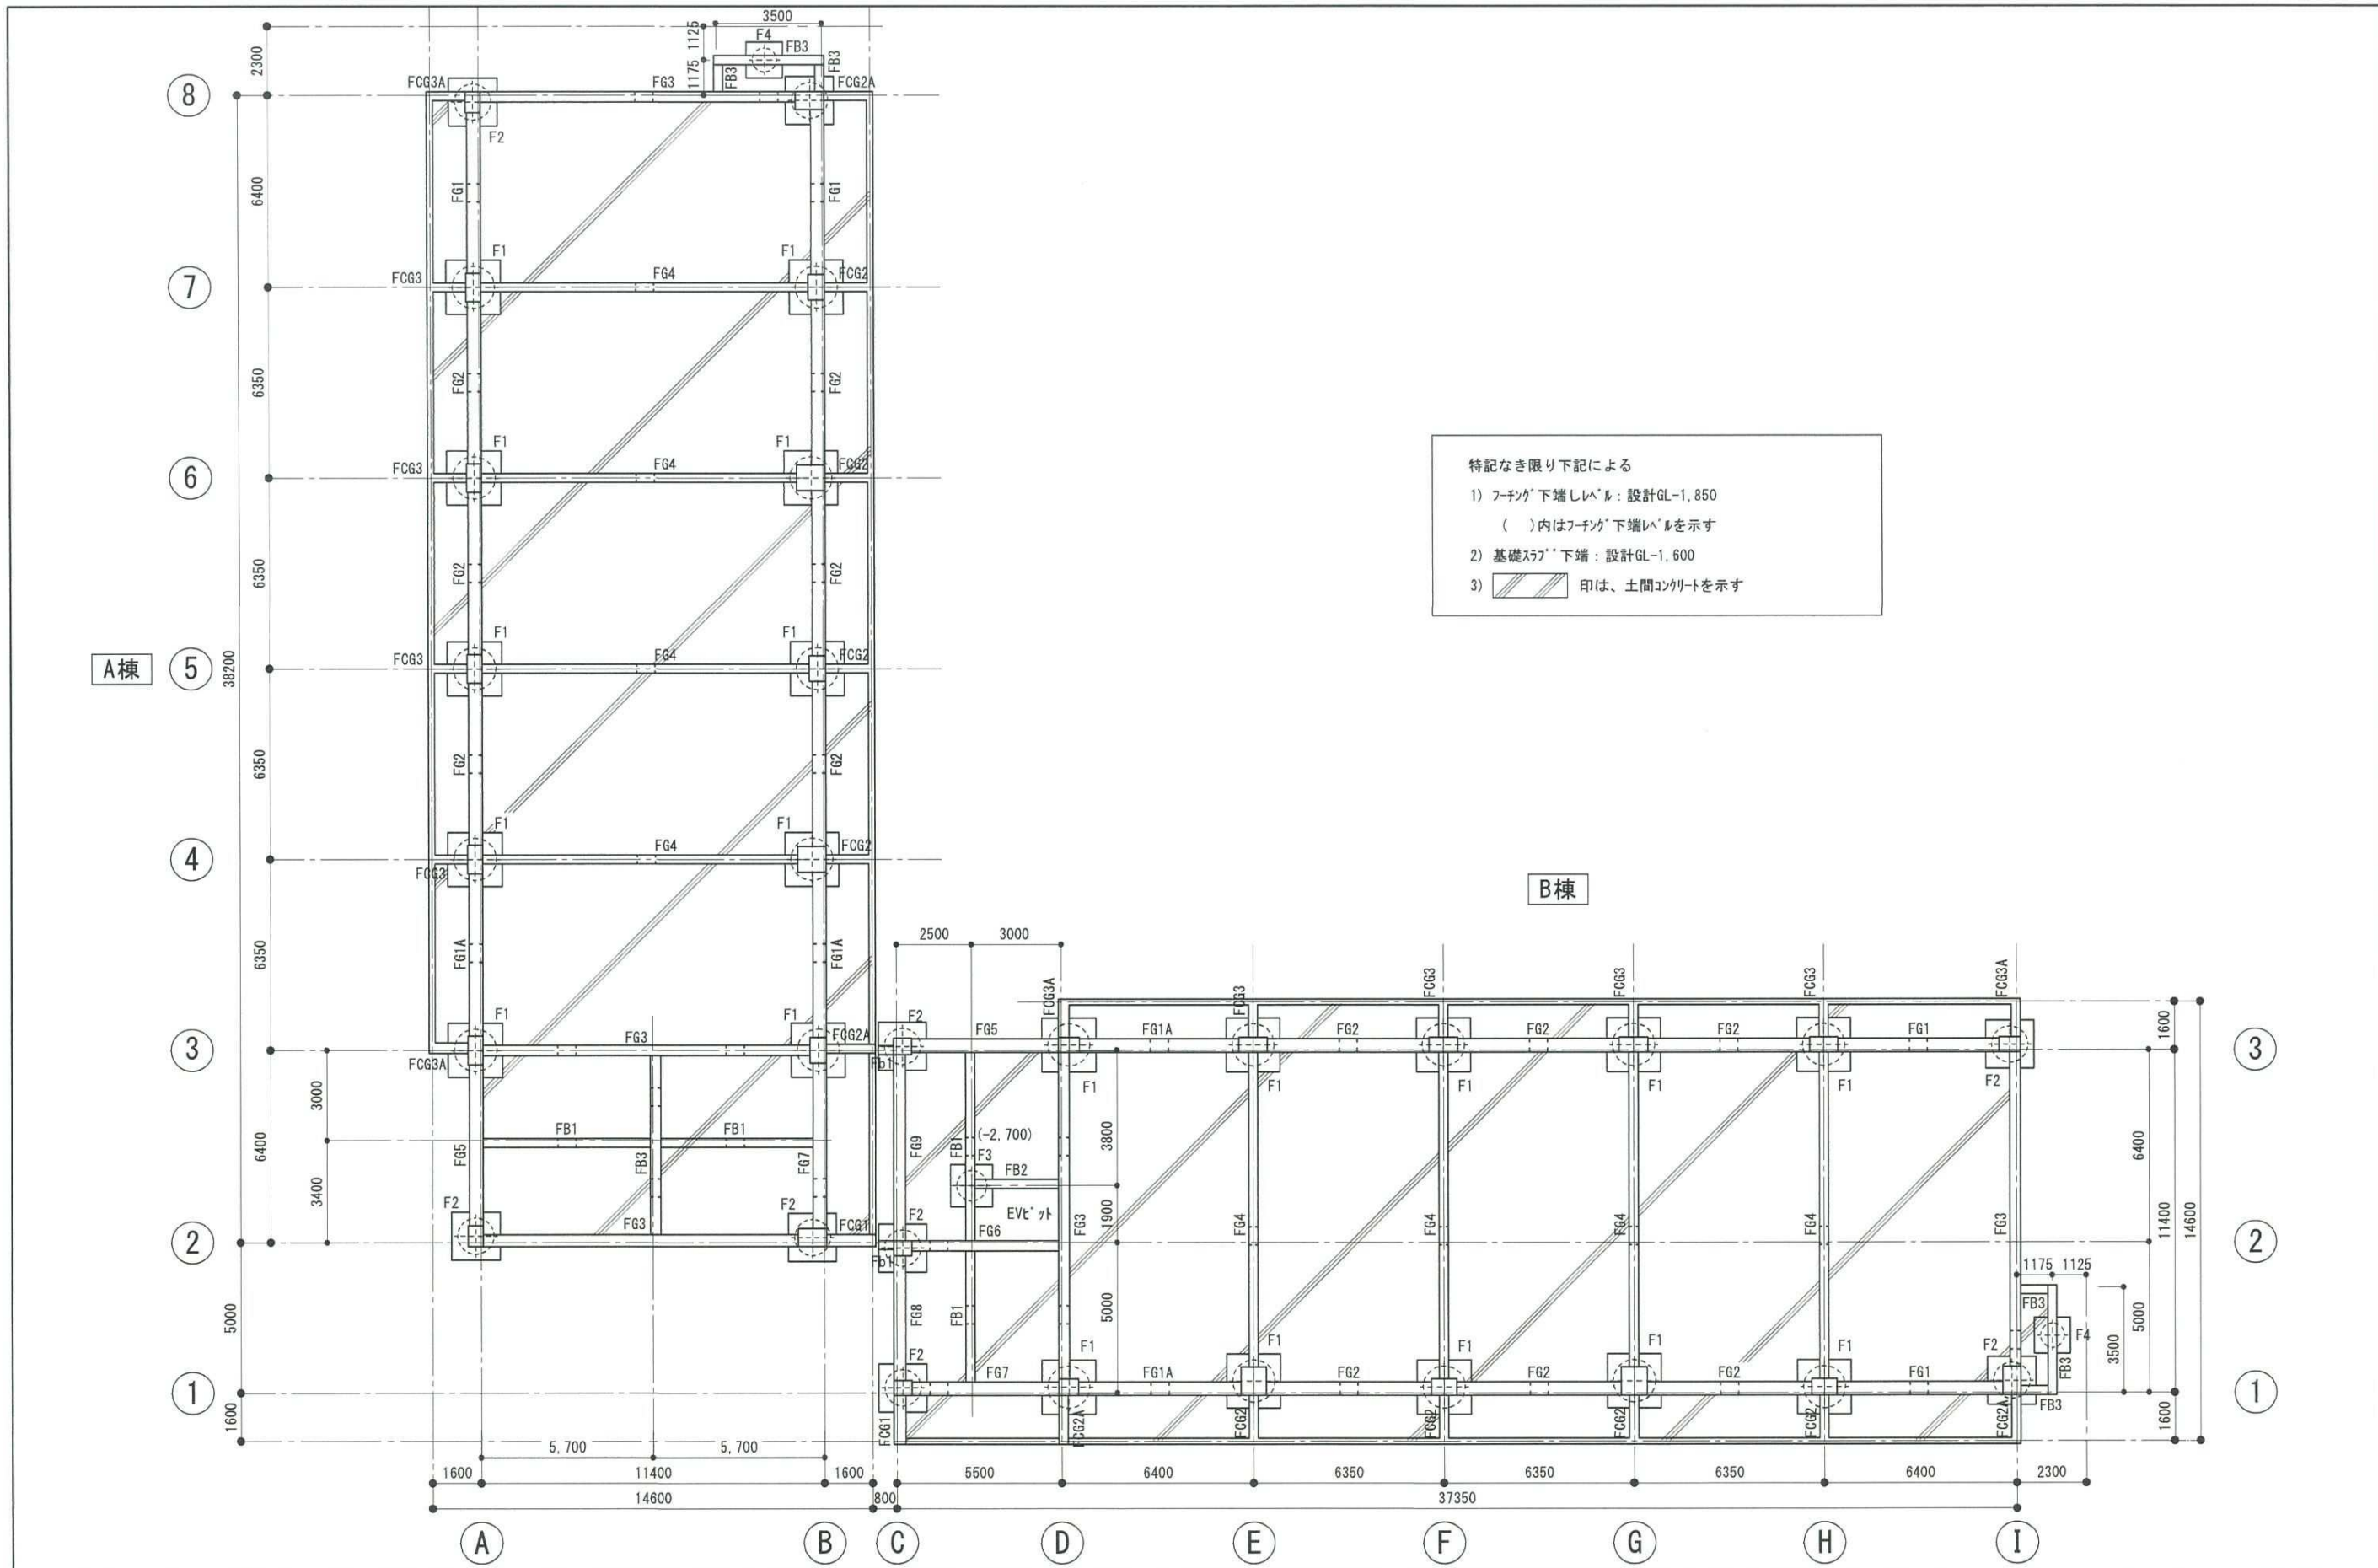 3500
1125
F4
FB3
2300
1175
FB3
FB3
FCG3A
FG3
FCG2A
8
F2
6400
FG1
FG1
F1
F1
7
FCG3
FG4
FCG2
6350
FG2
FG2
F1
F1
6
FCG3
FG4
FCG2
6350
FG2
FG2
F1
F1
A棟
5
38200
FCG3
FG4
FCG2
6350
FG2
FG2
F1
F1
4
FCG3
FG4
FCG2
6350
FG1A
FG1A
F1
F1
3
FCG3A
FG3
FCG2A
3000
6400
FB1
FB1
FG5
FB3
FG7
3400
F2
F2
2
FG3
FCG1
5000
1
1600
5,700
5,700
1600
11400
1600
14600
800
特記なき限り下記による
1) フーチング下端しレベル : 設計GL-1,850
( )内はフーチング下端レベルを示す
2) 基礎スラブ下端 : 設計GL-1,600
3) 印は、土間コンクリートを示す
B棟
2500
3000
FCG3A
FCG3
FCG3
FCG3
FCG3
FCG3A
1600
F2
FG5
FG1A
FG2
FG2
FG2
FG1
3
Fb1
F1
F1
F1
F1
F1
F2
FG9
FB1
(-2,700)
F3
FB2
3800
6400
11400
14600
EVピット
1900
F2
FG6
FG3
FG4
FG4
FG4
FG4
FG3
2
Fb1
1175
1125
FG8
FB1
5000
FB3
F4
FB3
3500
5000
F2
F1
F1
F1
F1
F1
F2
FG7
FG1A
FG2
FG2
FG2
FG1
FB3
1
FCG1
FCG2A
FCG2
FCG2
FCG2
FCG2
FCG2A
1600
5500
6400
6350
6350
6350
6400
2300
37350
A
B
C
D
E
F
G
H
I